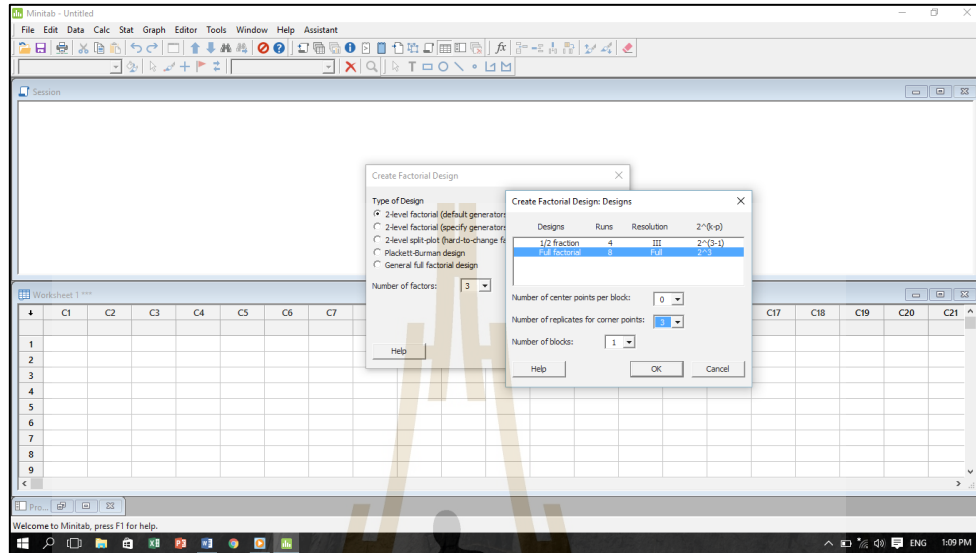 Minitab - Untitled
File Edit Data Calc Stat Graph Editor Tools Window Help Assistant
Session
Create Factorial Design
Type of Design
2-level factorial (default generators
2-level factorial (specify generators
2-level split-plot (hard-to-change fa
Plackett-Burman design
General full factorial design
Number of factors: 3
Help
Create Factorial Design: Designs
Designs Runs Resolution 2^(k-p)
1/2 fraction 4 III 2^(3-1)
Full factorial 8 Full 2^3
Number of center points per block: 0
Number of replicates for corner points: 3
Number of blocks: 1
Help OK Cancel
Worksheet 1 ***
C1 C2 C3 C4 C5 C6 C7 C17 C18 C19 C20 C21
1
2
3
4
5
6
7
8
9
Pro...
Welcome to Minitab, press F1 for help.
ENG 1:09 PM